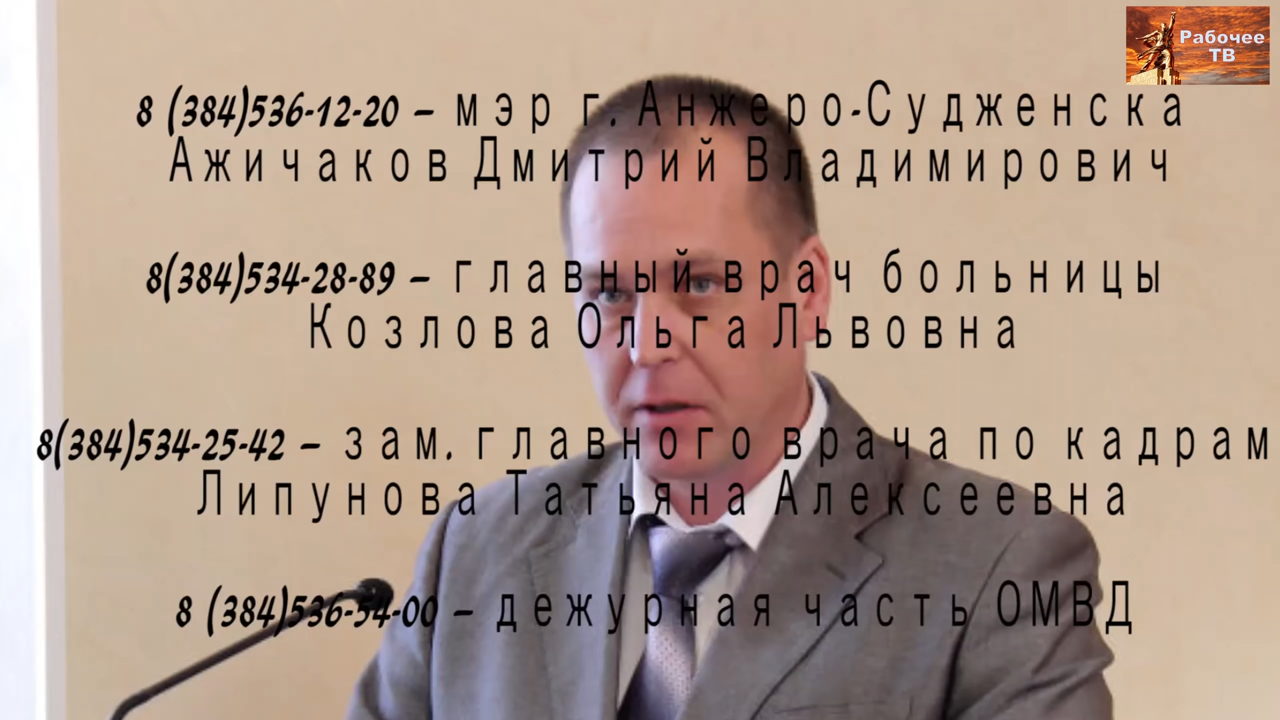 Рабочее
ТВ
8 (384)536-12-20 – мэр г. Анжеро-Судженска
Ажичаков Дмитрий Владимирович
8(384)534-28-89 – главный врач больницы
Козлова Ольга Львовна
8(384)534-25-42 – зам. главного врача по кадрам
Липунова Татьяна Алексеевна
8 (384)536-54-00 – дежурная часть ОМВД